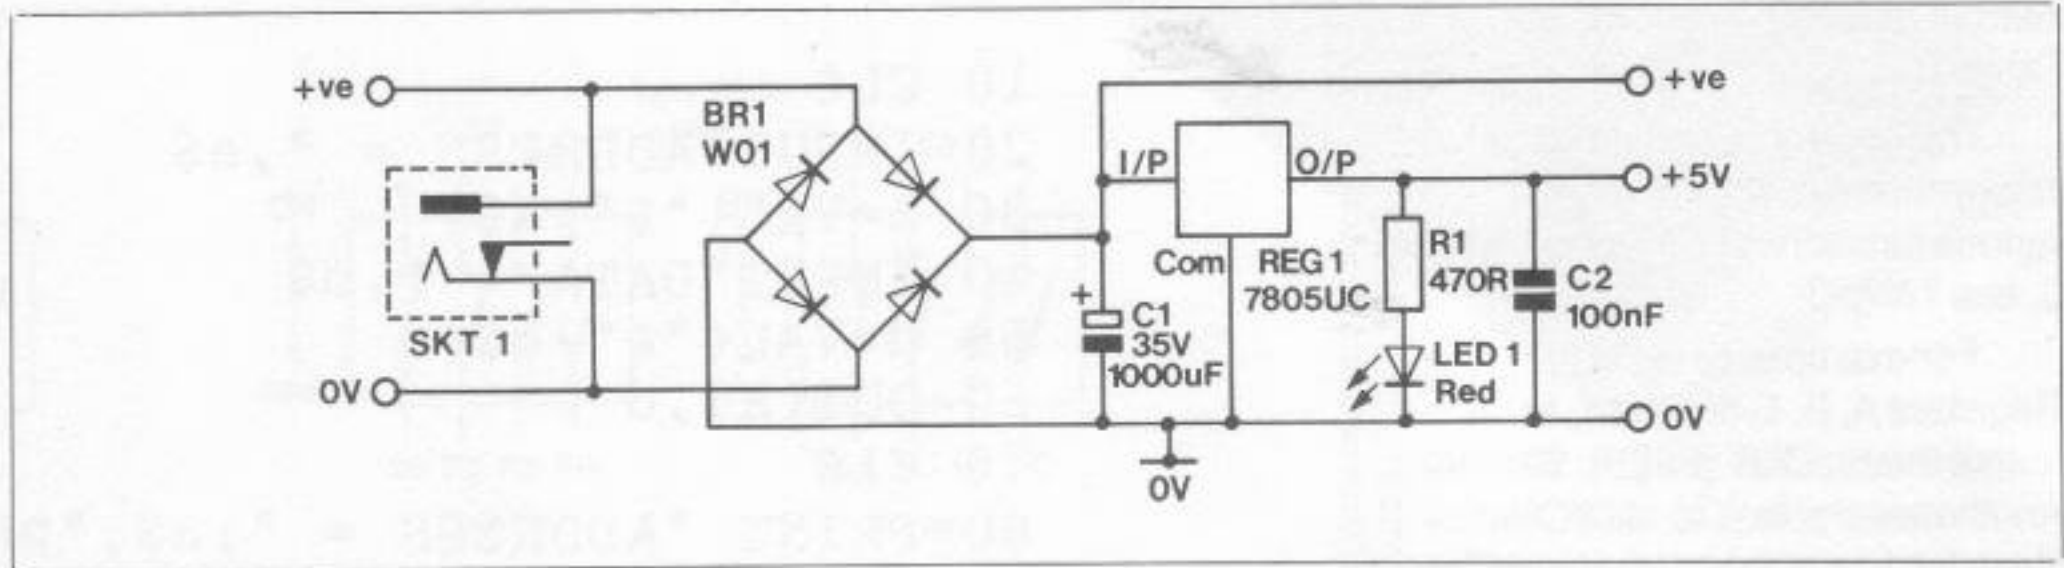 +ve
+ve
BR1
W01
I/P
O/P
+5V
Com
REG 1
7805UC
R1
470R
C2
100nF
+
C1
35V
1000uF
SKT 1
LED 1
Red
0V
0V
0V